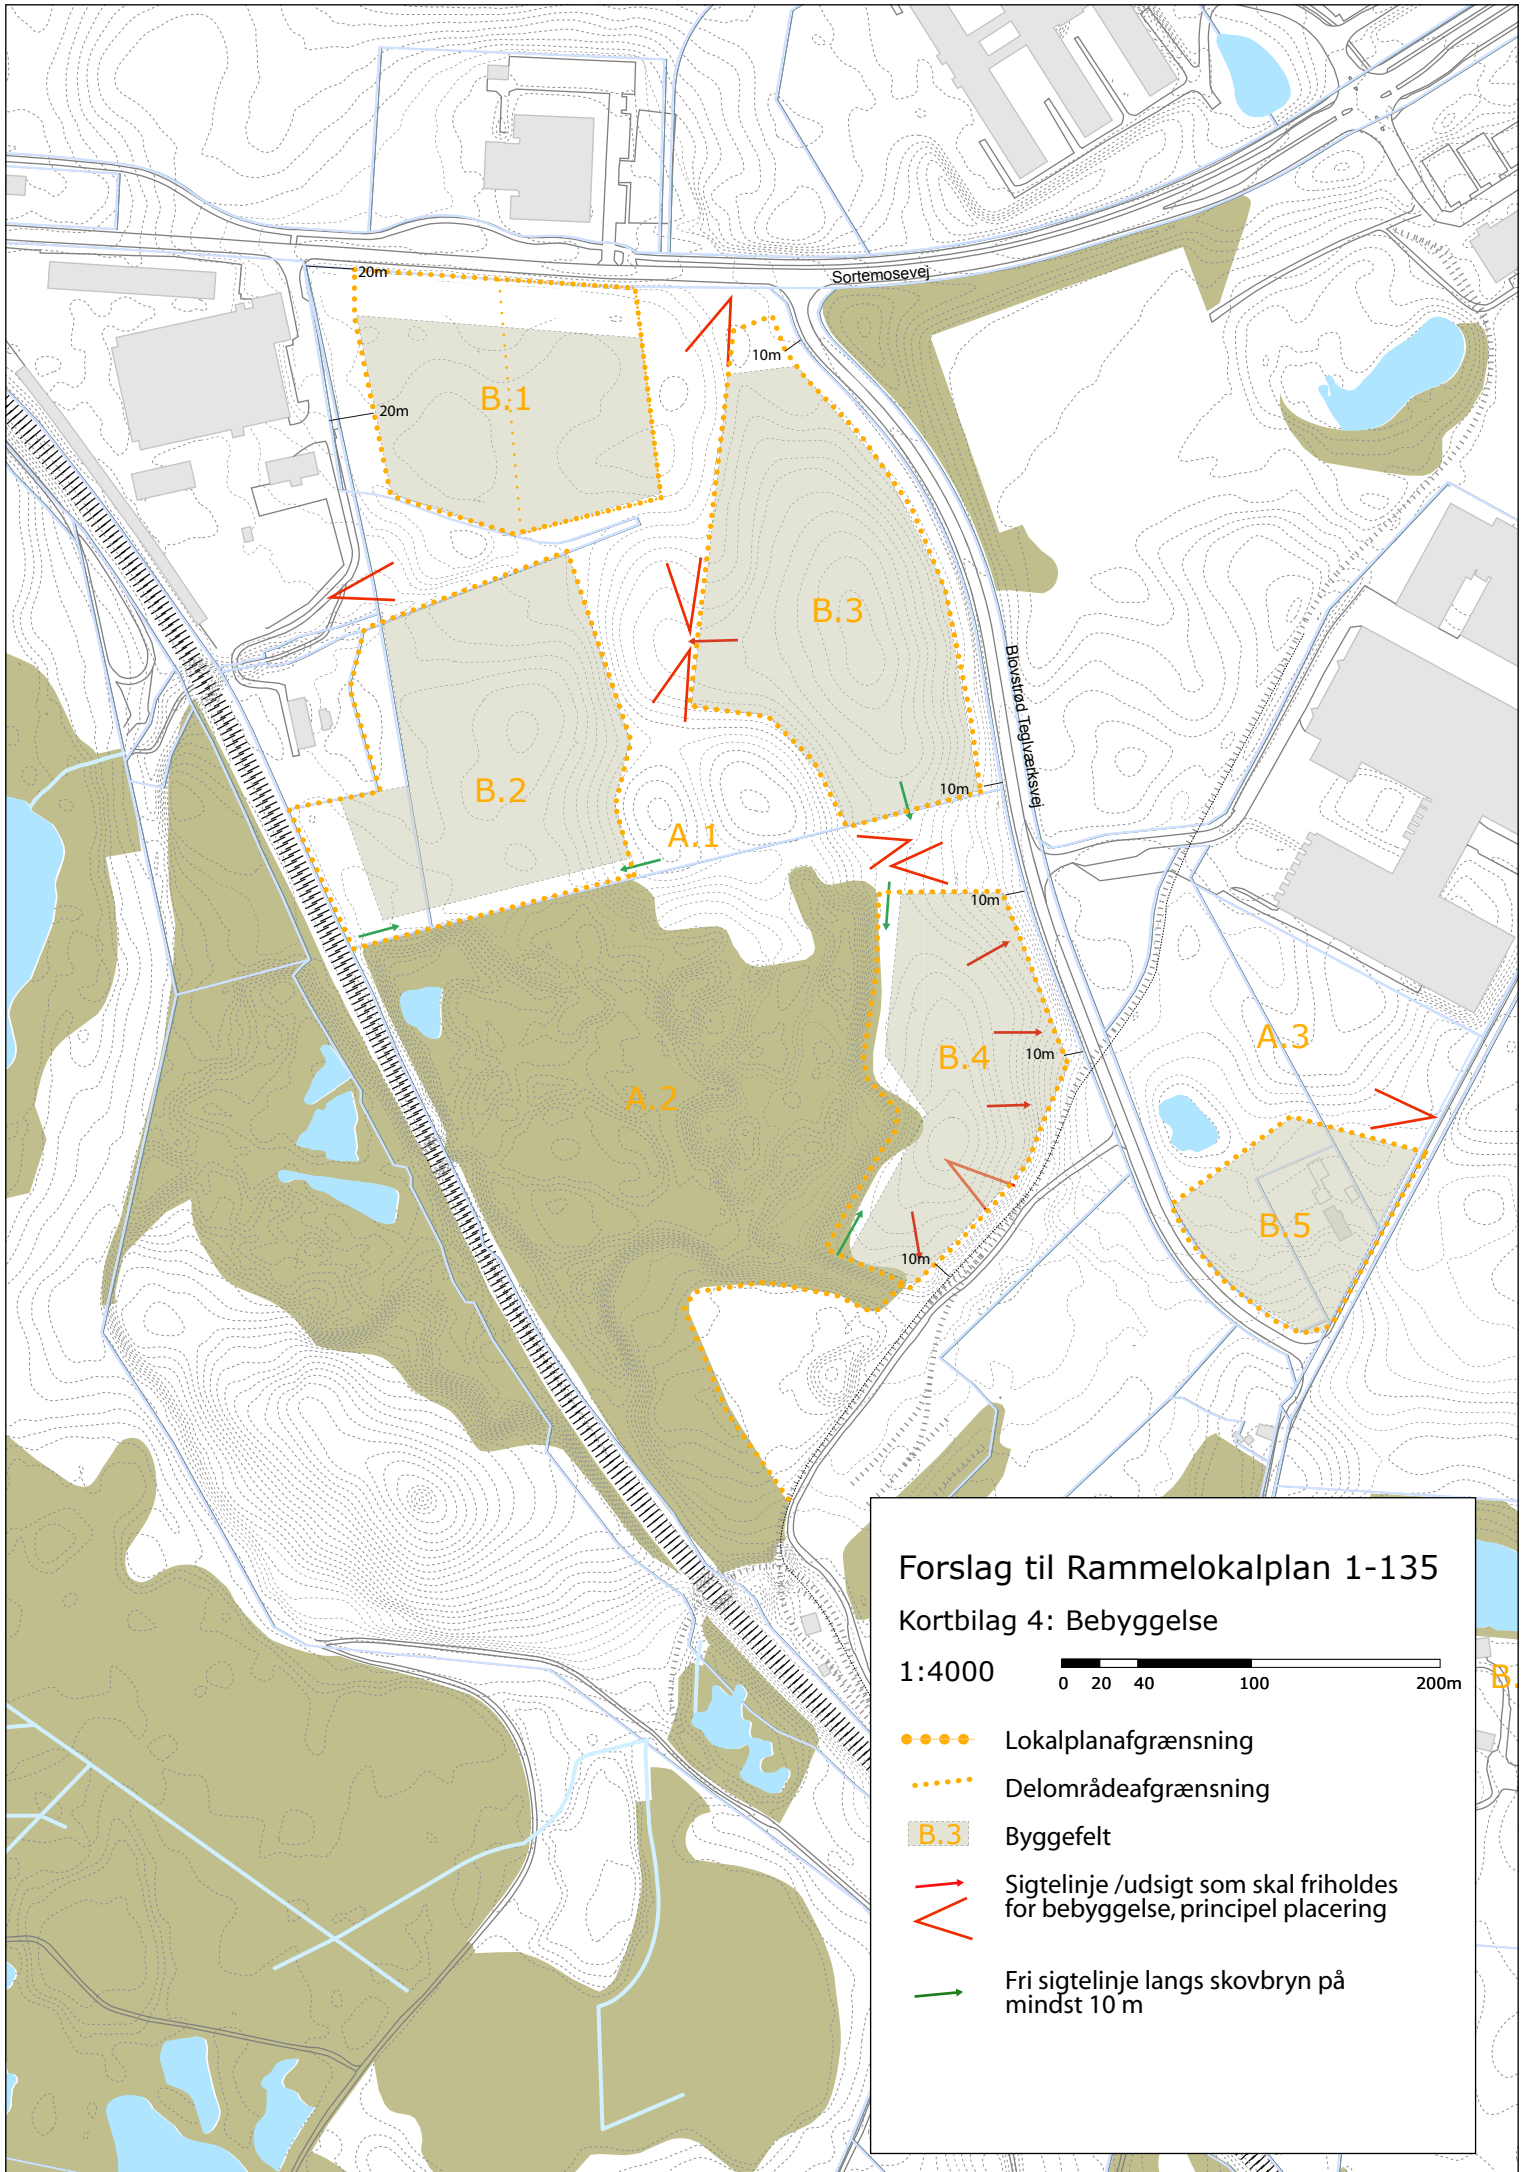 Sortemosevej
20m
10m
20m
B.1
B.3
Blovstrød Teglværksvej
B.2
10m
A.1
10m
A.3
10m
B.4
A.2
B.5
10m
Forslag til Rammelokalplan 1-135
Kortbilag 4: Bebyggelse
1:4000
0 20 40 100 200m
B.
Lokalplanafgrænsning
Delområdeafgrænsning
B.3 Byggefelt
Sigtelinje /udsigt som skal friholdes
for bebyggelse, principel placering
Fri sigtelinje langs skovbryn på
mindst 10 m